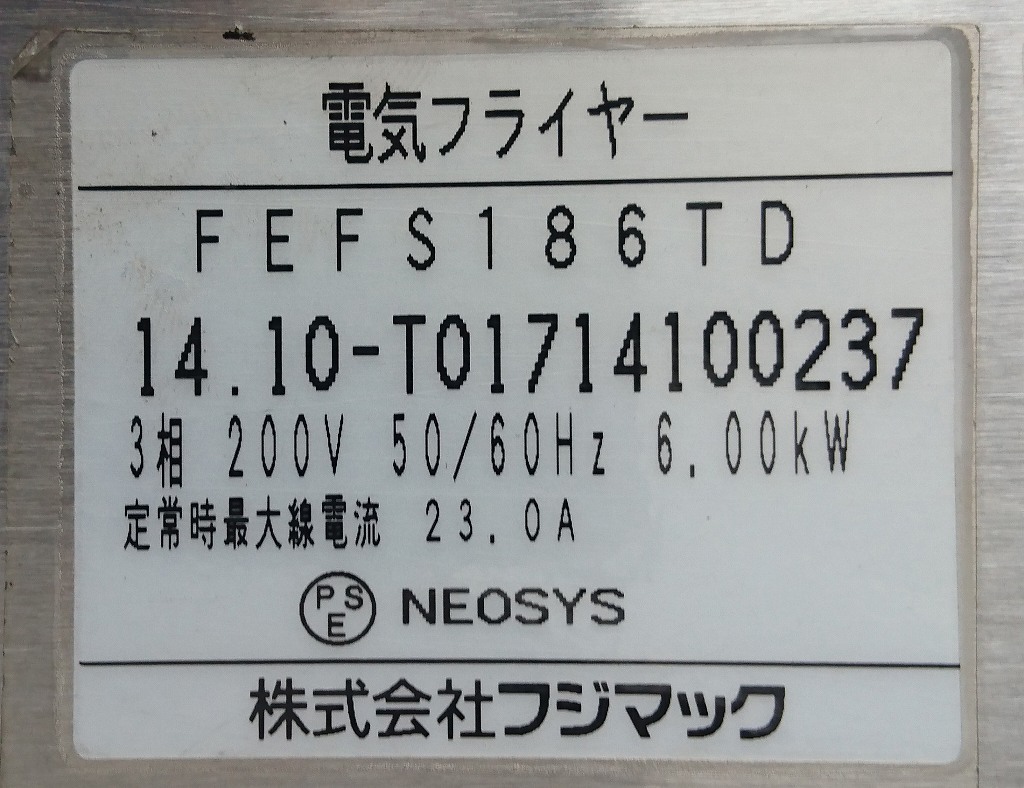 電気フライヤー
FEFS186TD
14.10-T01714100237
3相 200V 50/60Hz 6.00kW
定常時最大線電流 23.0A
PSE NEOSYS
株式会社フジマック